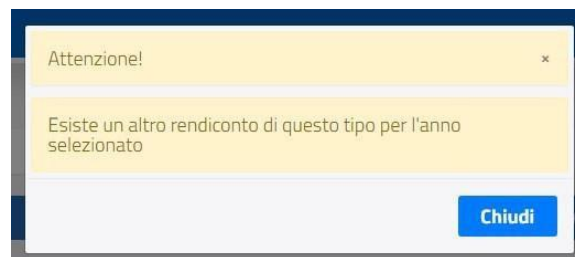 Attenzione!
×
Esiste un altro rendiconto di questo tipo per l'anno
selezionato
Chiudi